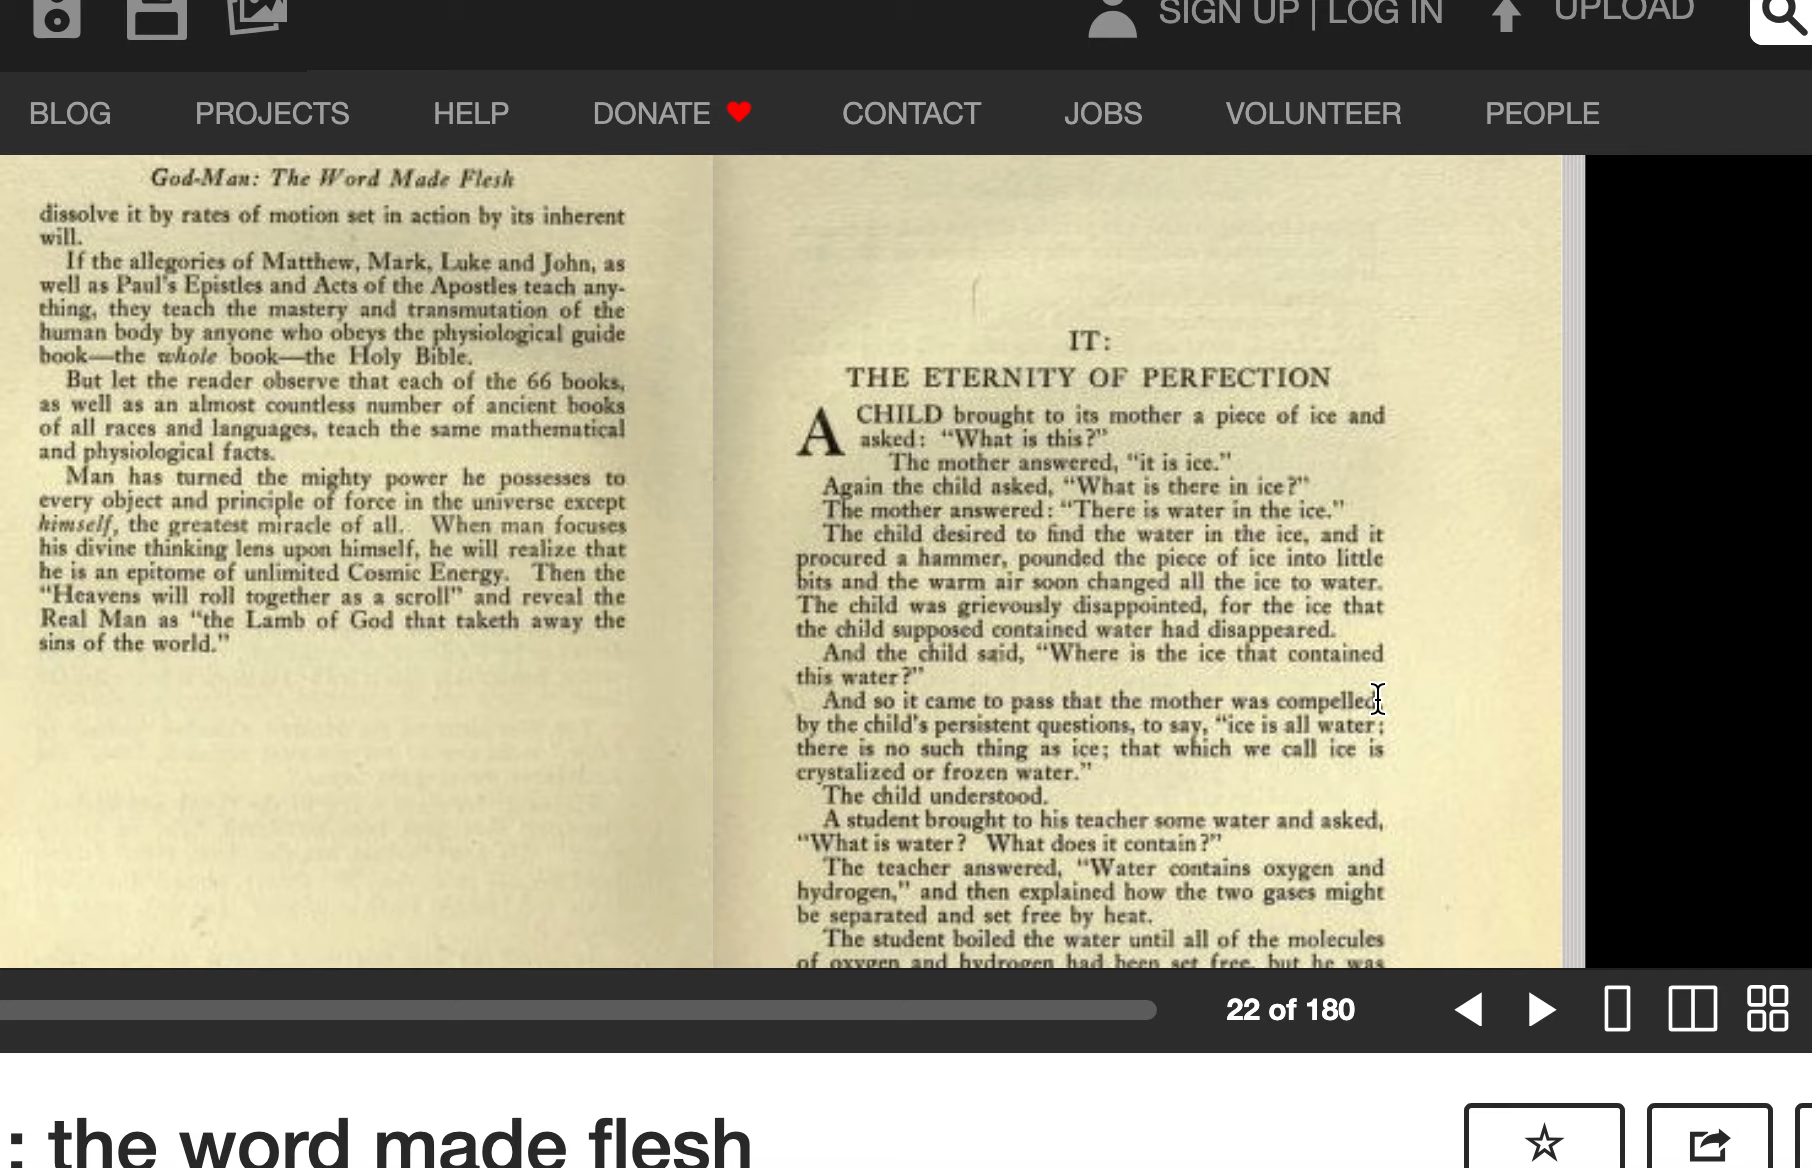 SIGN UP | LOG IN UPLOAD
BLOG PROJECTS HELP DONATE CONTACT JOBS VOLUNTEER PEOPLE
God-Man: The Word Made Flesh
dissolve it by rates of motion set in action by its inherent
will.
If the allegories of Matthew, Mark, Luke and John, as
well as Paul's Epistles and Acts of the Apostles teach any-
thing, they teach the mastery and transmutation of the
human body by anyone who obeys the physiological guide
book—the whole book—the Holy Bible.
But let the reader observe that each of the 66 books,
as well as an almost countless number of ancient books
of all races and languages, teach the same mathematical
and physiological facts.
Man has turned the mighty power he possesses to
every object and principle of force in the universe except
himself, the greatest miracle of all. When man focuses
his divine thinking lens upon himself, he will realize that
he is an epitome of unlimited Cosmic Energy. Then the
"Heavens will roll together as a scroll" and reveal the
Real Man as "the Lamb of God that taketh away the
sins of the world."
IT:
THE ETERNITY OF PERFECTION
A CHILD brought to its mother a piece of ice and
asked: "What is this?"
The mother answered, "it is ice."
Again the child asked, "What is there in ice?"
The mother answered: "There is water in the ice."
The child desired to find the water in the ice, and it
procured a hammer, pounded the piece of ice into little
bits and the warm air soon changed all the ice to water.
The child was grievously disappointed, for the ice that
the child supposed contained water had disappeared.
And the child said, "Where is the ice that contained
this water?"
And so it came to pass that the mother was compelled,
by the child's persistent questions, to say, "ice is all water;
there is no such thing as ice; that which we call ice is
crystalized or frozen water."
The child understood.
A student brought to his teacher some water and asked,
"What is water? What does it contain?"
The teacher answered, "Water contains oxygen and
hydrogen," and then explained how the two gases might
be separated and set free by heat.
The student boiled the water until all of the molecules
of oxygen and hydrogen had been set free, but he was
22 of 180
: the word made flesh